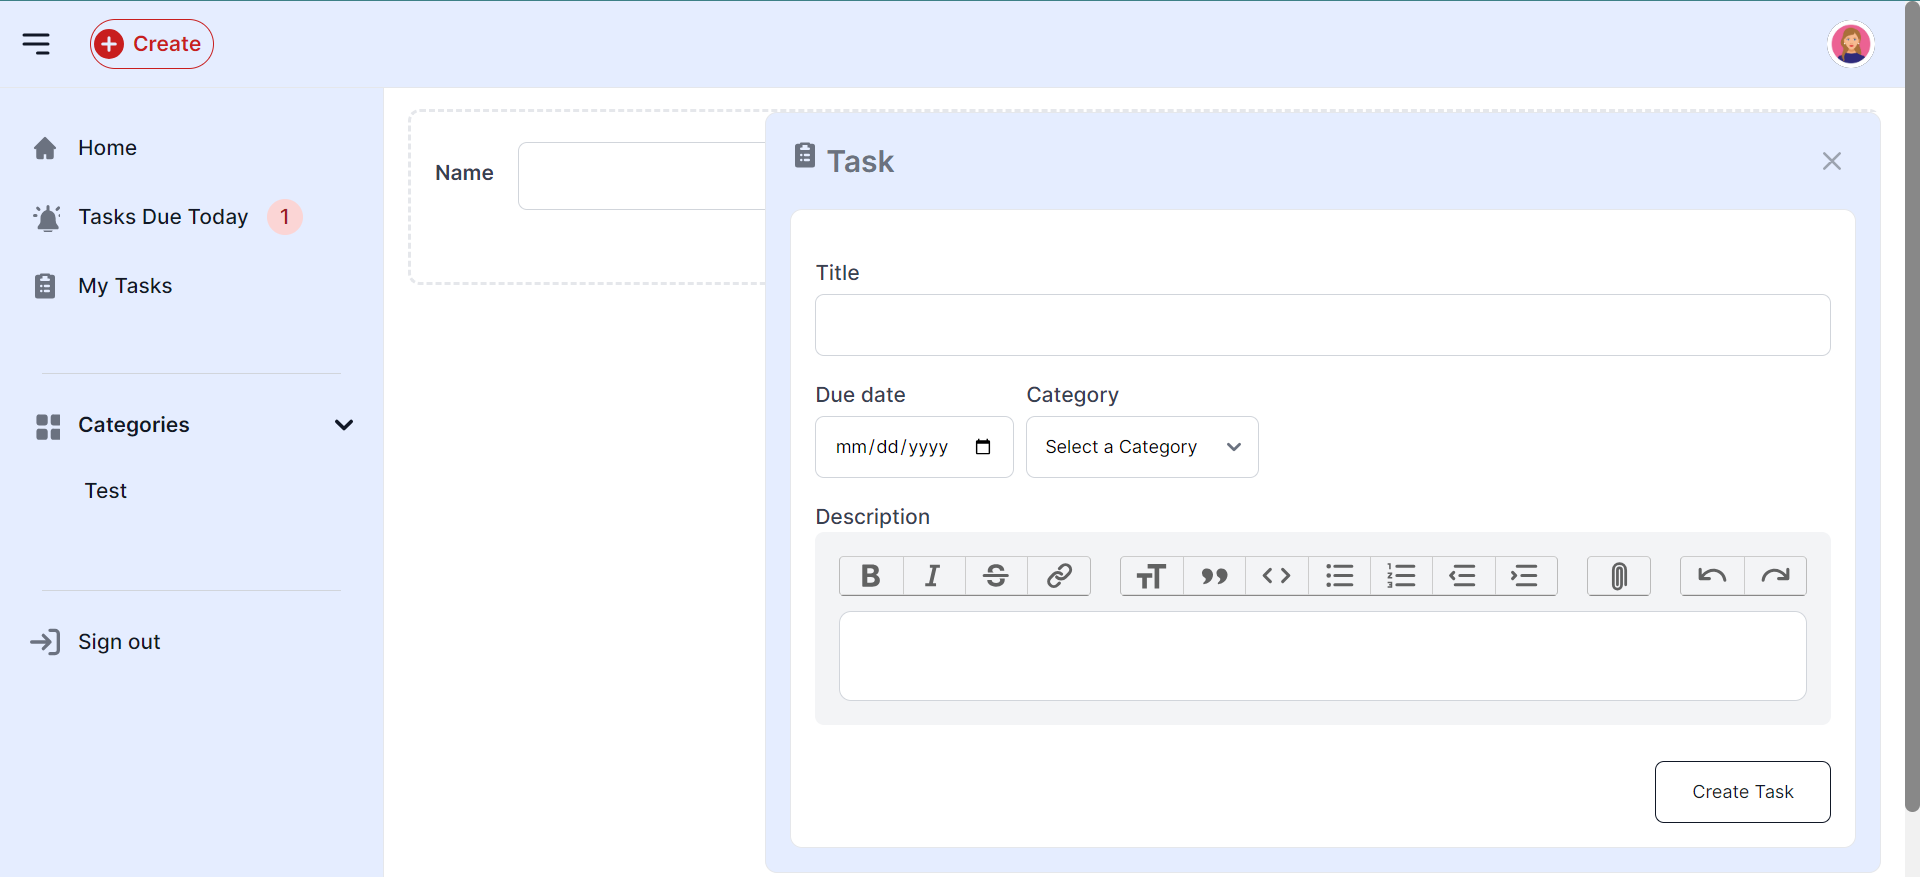 Create
Home
Tasks Due Today 1
My Tasks
Categories
Test
Sign out
Name
Task
Title
Due date Category
mm/dd/yyyy Select a Category
Description
Create Task